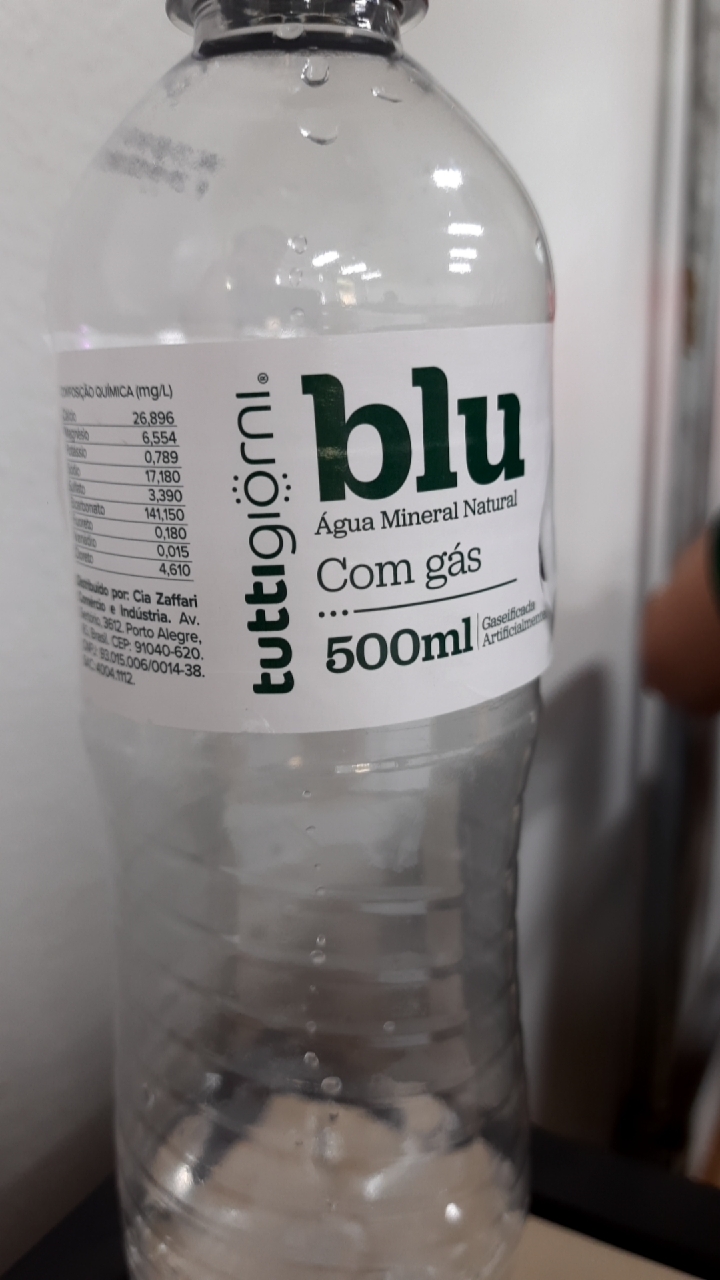 COMPOSIÇÃO QUÍMICA (mg/L)
26,896
6,554
0,789
17,180
3,390
141,150
0,180
0,015
4,610
Distribuído por: Cia Zaffari
Comércio e Indústria. Av.
3612. Porto Alegre,
Brasil. CEP: 91040-620.
93.015.006/0014-38.
SAC: 4004.1112.
tuttigiorni®
blu
Água Mineral Natural
Com gás
500ml
Gaseificada
Artificialmente